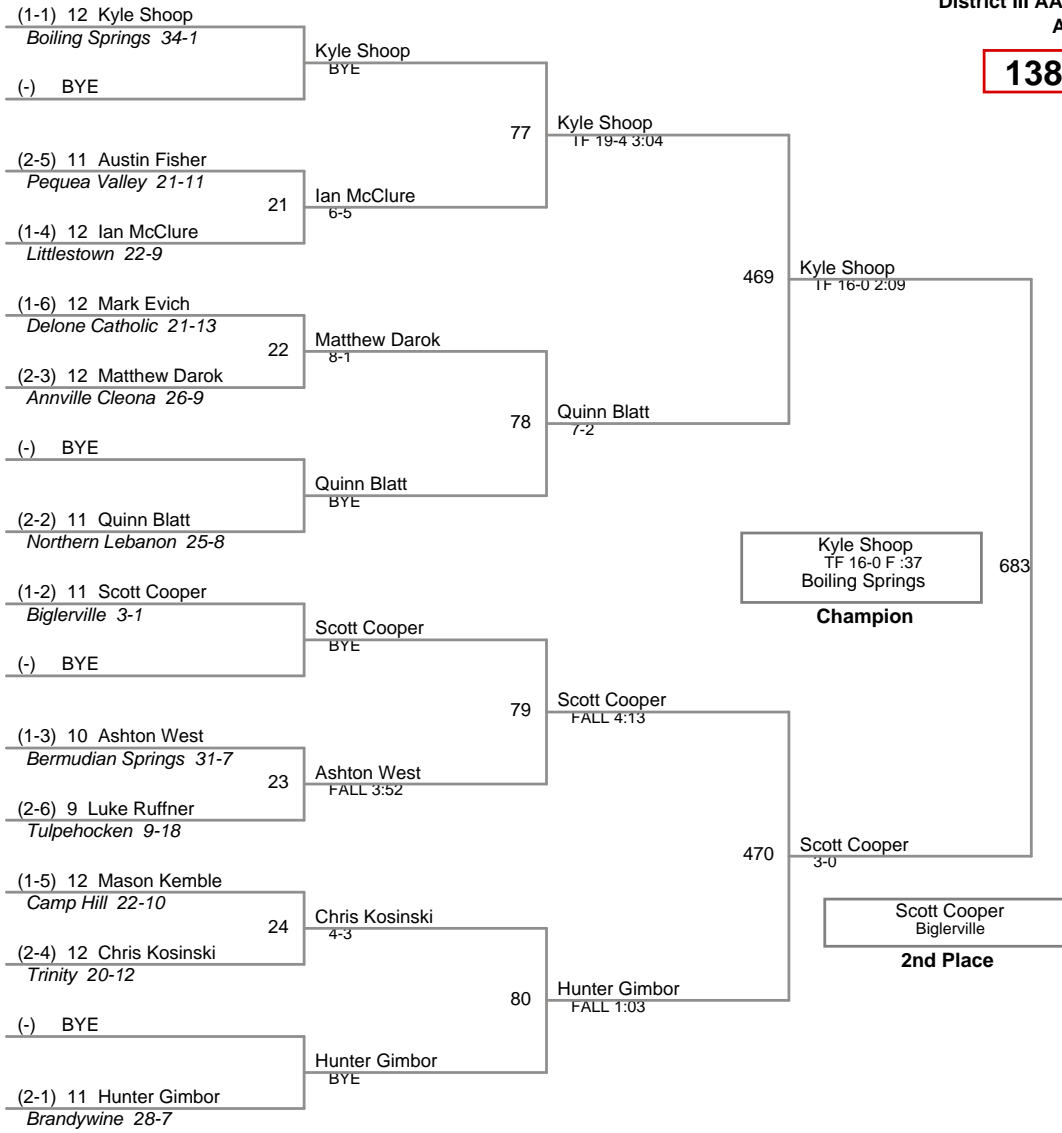 District III AA
A
138
(1-1) 12 Kyle Shoop
Boiling Springs 34-1
Kyle Shoop
BYE
(-) BYE
77
Kyle Shoop
TF 19-4 3:04
(2-5) 11 Austin Fisher
Pequea Valley 21-11
21
Ian McClure
6-5
(1-4) 12 Ian McClure
Littlestown 22-9
469
Kyle Shoop
TF 16-0 2:09
(1-6) 12 Mark Evich
Delone Catholic 21-13
22
Matthew Darok
8-1
(2-3) 12 Matthew Darok
Annville Cleona 26-9
78
Quinn Blatt
7-2
(-) BYE
Quinn Blatt
BYE
(2-2) 11 Quinn Blatt
Northern Lebanon 25-8
Kyle Shoop
TF 16-0 F :37
Boiling Springs
683
Champion
(1-2) 11 Scott Cooper
Biglerville 3-1
Scott Cooper
BYE
(-) BYE
79
Scott Cooper
FALL 4:13
(1-3) 10 Ashton West
Bermudian Springs 31-7
23
Ashton West
FALL 3:52
(2-6) 9 Luke Ruffner
Tulpehocken 9-18
470
Scott Cooper
3-0
(1-5) 12 Mason Kemble
Camp Hill 22-10
24
Chris Kosinski
4-3
Scott Cooper
Biglerville
2nd Place
(2-4) 12 Chris Kosinski
Trinity 20-12
80
Hunter Gimbor
FALL 1:03
(-) BYE
Hunter Gimbor
BYE
(2-1) 11 Hunter Gimbor
Brandywine 28-7